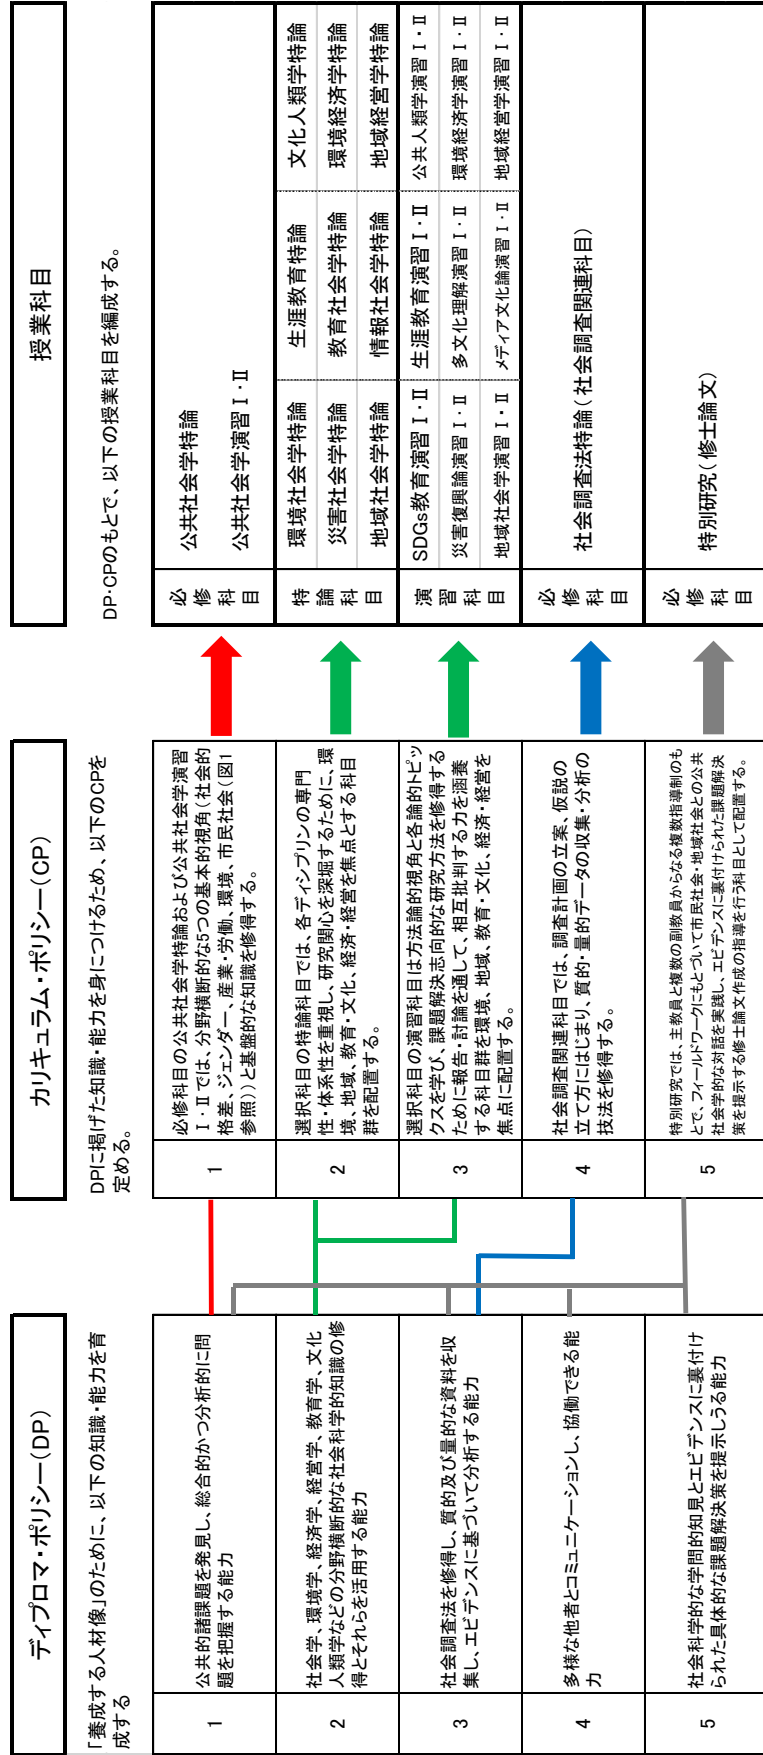 ディプロマ・ポリシー(DP)
「養成する人材像」のために、以下の知識・能力を育
成する
1
公共的諸課題を発見し、総合的かつ分析的に問
題を把握する能力
2
社会学、環境学、経済学、経営学、教育学、文化
人類学などの分野横断的な社会科学的知識の修
得とそれらを活用する能力
3
社会調査法を修得し、質的及び量的な資料を収
集し、エビデンスに基づいて分析する能力
4
多様な他者とコミュニケーションし、協働できる能
力
5
社会科学的な学問的知見とエビデンスに裏付け
られた具体的な課題解決策を提示しうる能力
カリキュラム・ポリシー(CP)
DPに掲げた知識・能力を身につけるため、以下のCPを
定める。
1
必修科目の公共社会学特論および公共社会学演習
Ⅰ・Ⅱでは、分野横断的な5つの基本的視角(社会的
格差、ジェンダー、産業・労働、環境、市民社会(図1
参照))と基盤的な知識を修得する。
2
選択科目の特論科目では、各ディシプリンの専門
性・体系性を重視し、研究関心を深堀するために、環
境、地域、教育・文化、経済・経営を焦点とする科目
群を配置する。
3
選択科目の演習科目は方法論的視角と各論的トピッ
クスを学び、課題解決志向的な研究方法を修得する
ために報告・討論を通して、相互批判する力を涵養
する科目群を環境、地域、教育・文化、経済・経営を
焦点に配置する。
4
社会調査関連科目では、調査計画の立案、仮説の
立て方にはじまり、質的・量的データの収集・分析の
技法を修得する。
5
特別研究では、主教員と複数の副教員からなる複数指導制のも
とで、フィールドワークにもとづいて市民社会・地域社会との公共
社会学的な対話を実践し、エビデンスに裏付けられた課題解決
策を提示する修士論文作成の指導を行う科目として配置する。
授業科目
DP・CPのもとで、以下の授業科目を編成する。
必修科目
公共社会学特論
公共社会学演習Ⅰ・Ⅱ
特論科目
環境社会学特論 生涯教育特論 文化人類学特論
災害社会学特論 教育社会学特論 環境経済学特論
地域社会学特論 情報社会学特論 地域経営学特論
演習科目
SDGs教育演習Ⅰ・Ⅱ 生涯教育演習Ⅰ・Ⅱ 公共人類学演習Ⅰ・Ⅱ
災害復興論演習Ⅰ・Ⅱ 多文化理解演習Ⅰ・Ⅱ 環境経済学演習Ⅰ・Ⅱ
地域社会学演習Ⅰ・Ⅱ メディア文化論演習Ⅰ・Ⅱ 地域経営学演習Ⅰ・Ⅱ
必修科目
社会調査法特論(社会調査関連科目)
必修科目
特別研究(修士論文)